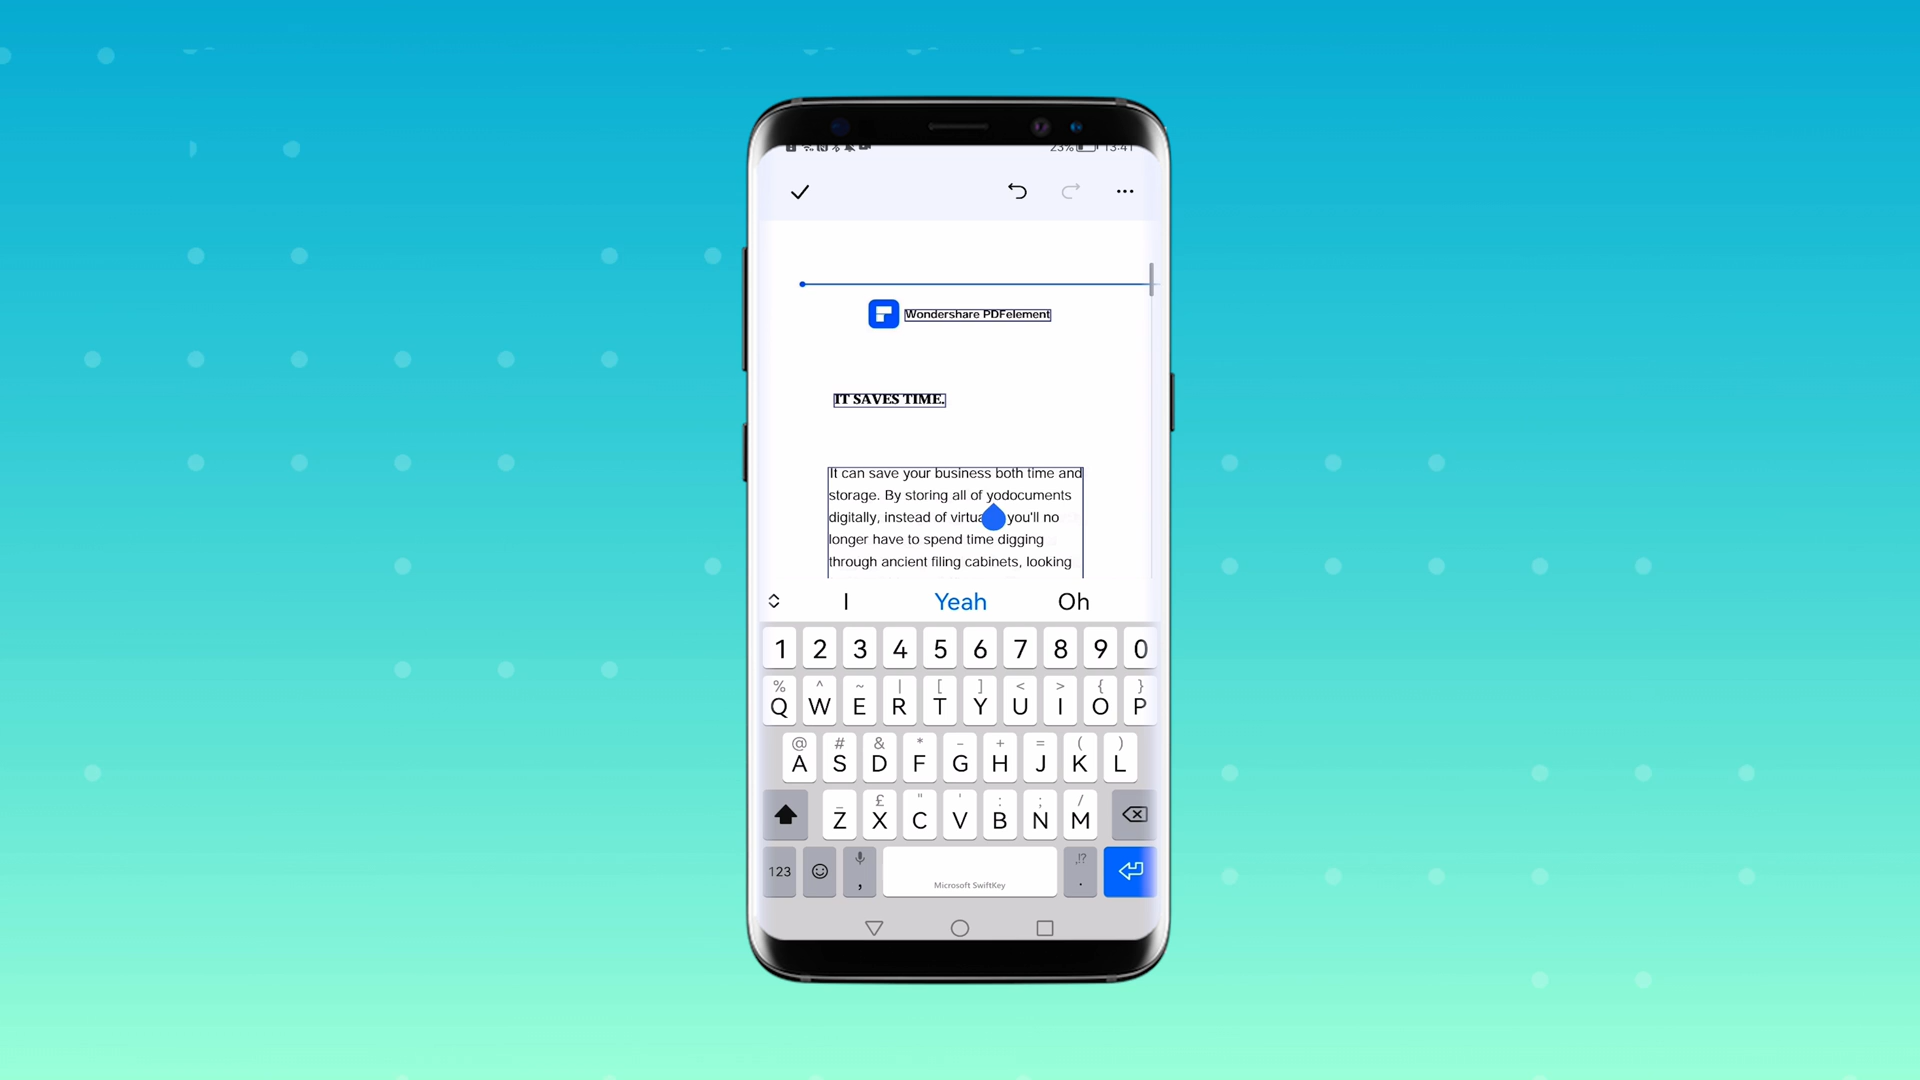 23% 13:41
Wondershare PDFelement
IT SAVES TIME.
It can save your business both time and
storage. By storing all of yodocuments
digitally, instead of virtua you'll no
longer have to spend time digging
through ancient filing cabinets, looking
I Yeah Oh
1 2 3 4 5 6 7 8 9 0
% ^ ~ | [ ] < > { }
Q W E R T Y U I O P
@ # & * - + = ( )
A S D F G H J K L
_ £ " ' : ; /
Z X C V B N M
123 , Microsoft SwiftKey ,!? .